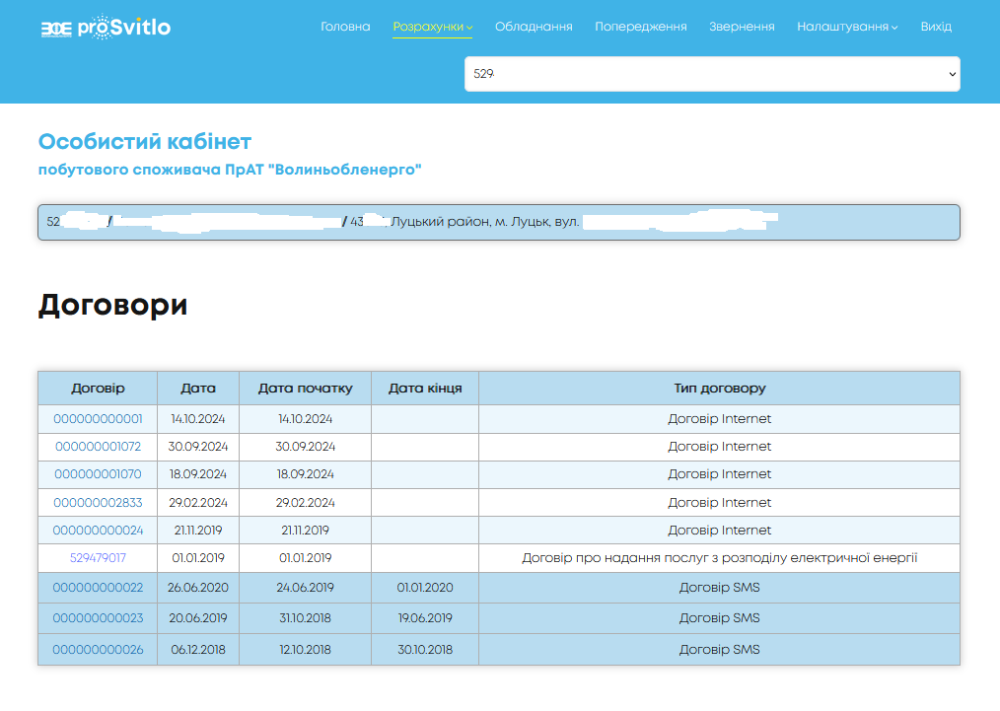 ВОЕ proSvitlo
Головна Розрахунки Обладнання Попередження Звернення Налаштування Вихід
529
Особистий кабінет
побутового споживача ПрАТ "Волиньобленерго"
52 / / 43 Луцький район, м. Луцьк, вул.
Договори
Договір Дата Дата початку Дата кінця Тип договору
000000000001 14.10.2024 14.10.2024 Договір Internet
000000001072 30.09.2024 30.09.2024 Договір Internet
000000001070 18.09.2024 18.09.2024 Договір Internet
000000002833 29.02.2024 29.02.2024 Договір Internet
000000000024 21.11.2019 21.11.2019 Договір Internet
529479017 01.01.2019 01.01.2019 Договір про надання послуг з розподілу електричної енергії
000000000022 26.06.2020 24.06.2019 01.01.2020 Договір SMS
000000000023 20.06.2019 31.10.2018 19.06.2019 Договір SMS
000000000026 06.12.2018 12.10.2018 30.10.2018 Договір SMS